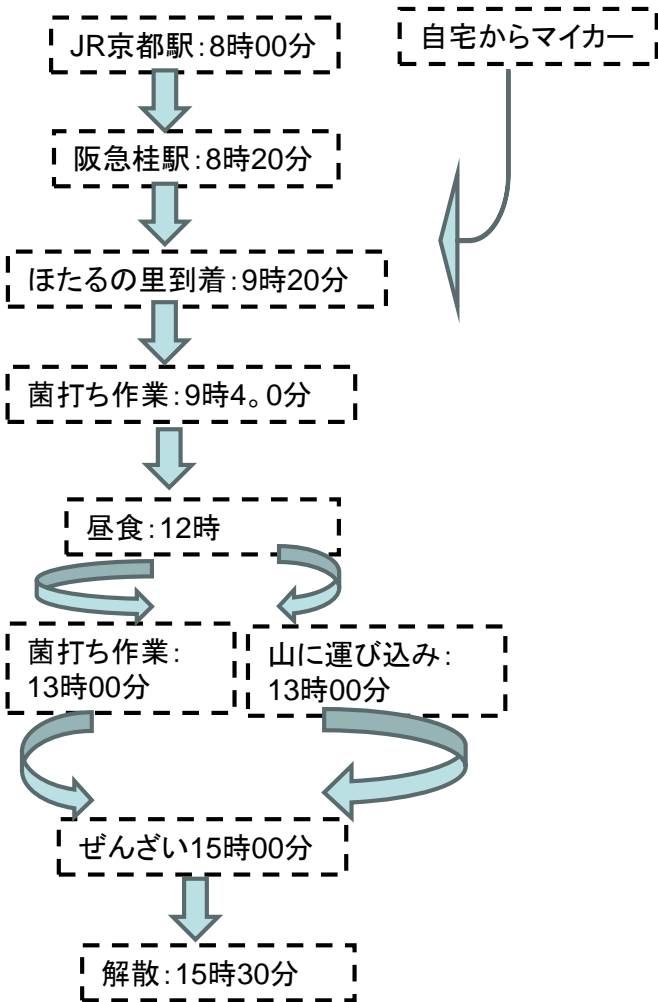 JR京都駅：8時00分
自宅からマイカー
阪急桂駅：8時20分
ほたるの里到着：9時20分
菌打ち作業：9時4。0分
昼食：12時
菌打ち作業：
13時00分
山に運び込み：
13時00分
ぜんざい15時00分
解散：15時30分